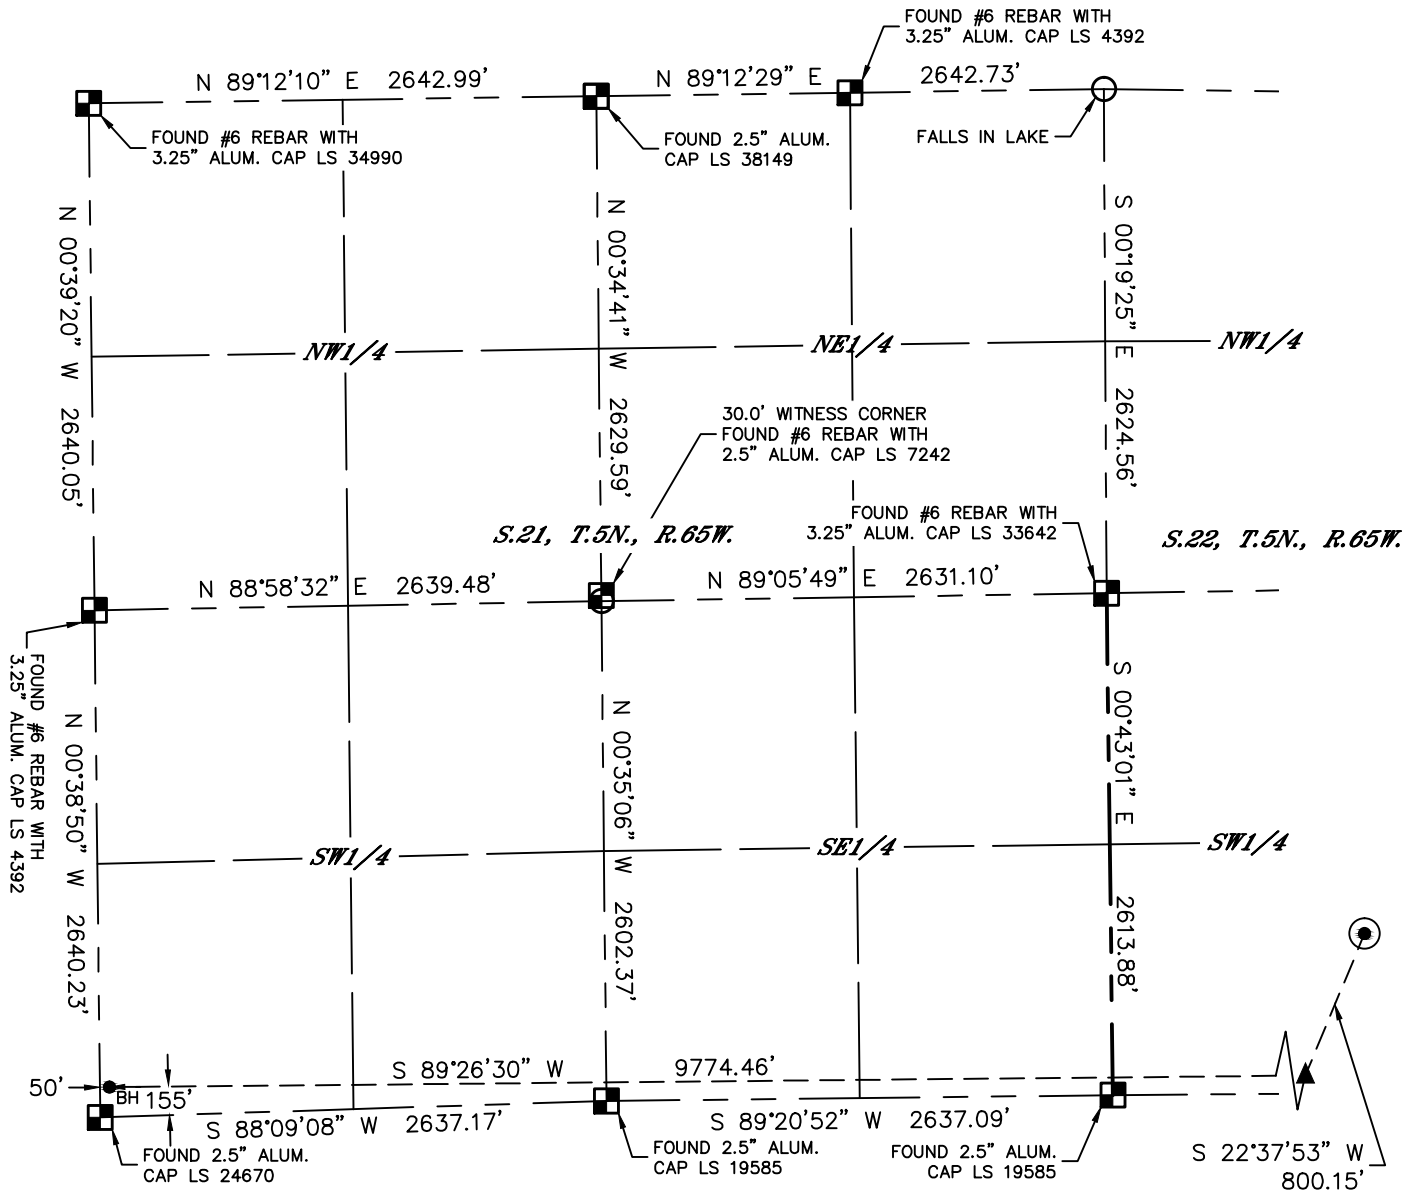 FOUND #6 REBAR WITH
3.25" ALUM. CAP LS 4392
N 89°12'10" E 2642.99'
N 89°12'29" E 2642.73'
FOUND #6 REBAR WITH
3.25" ALUM. CAP LS 34990
FOUND 2.5" ALUM.
CAP LS 38149
FALLS IN LAKE
N 00°39'20" W 2640.05'
N 00°34'41" W 2629.59'
S 00°19'25" E 2624.56'
NW1/4
NE1/4
NW1/4
30.0' WITNESS CORNER
FOUND #6 REBAR WITH
2.5" ALUM. CAP LS 7242
FOUND #6 REBAR WITH
3.25" ALUM. CAP LS 33642
S.21, T.5N., R.65W.
S.22, T.5N., R.65W.
N 88°58'32" E 2639.48'
N 89°05'49" E 2631.10'
FOUND #6 REBAR WITH
3.25" ALUM. CAP LS 4392
N 00°38'50" W 2640.23'
N 00°35'06" W 2602.37'
S 00°43'01" E 2613.88'
SW1/4
SE1/4
SW1/4
S 89°26'30" W 9774.46'
50'
BH
155'
S 88°09'08" W 2637.17'
S 89°20'52" W 2637.09'
FOUND 2.5" ALUM.
CAP LS 24670
FOUND 2.5" ALUM.
CAP LS 19585
FOUND 2.5" ALUM.
CAP LS 19585
S 22°37'53" W
800.15'